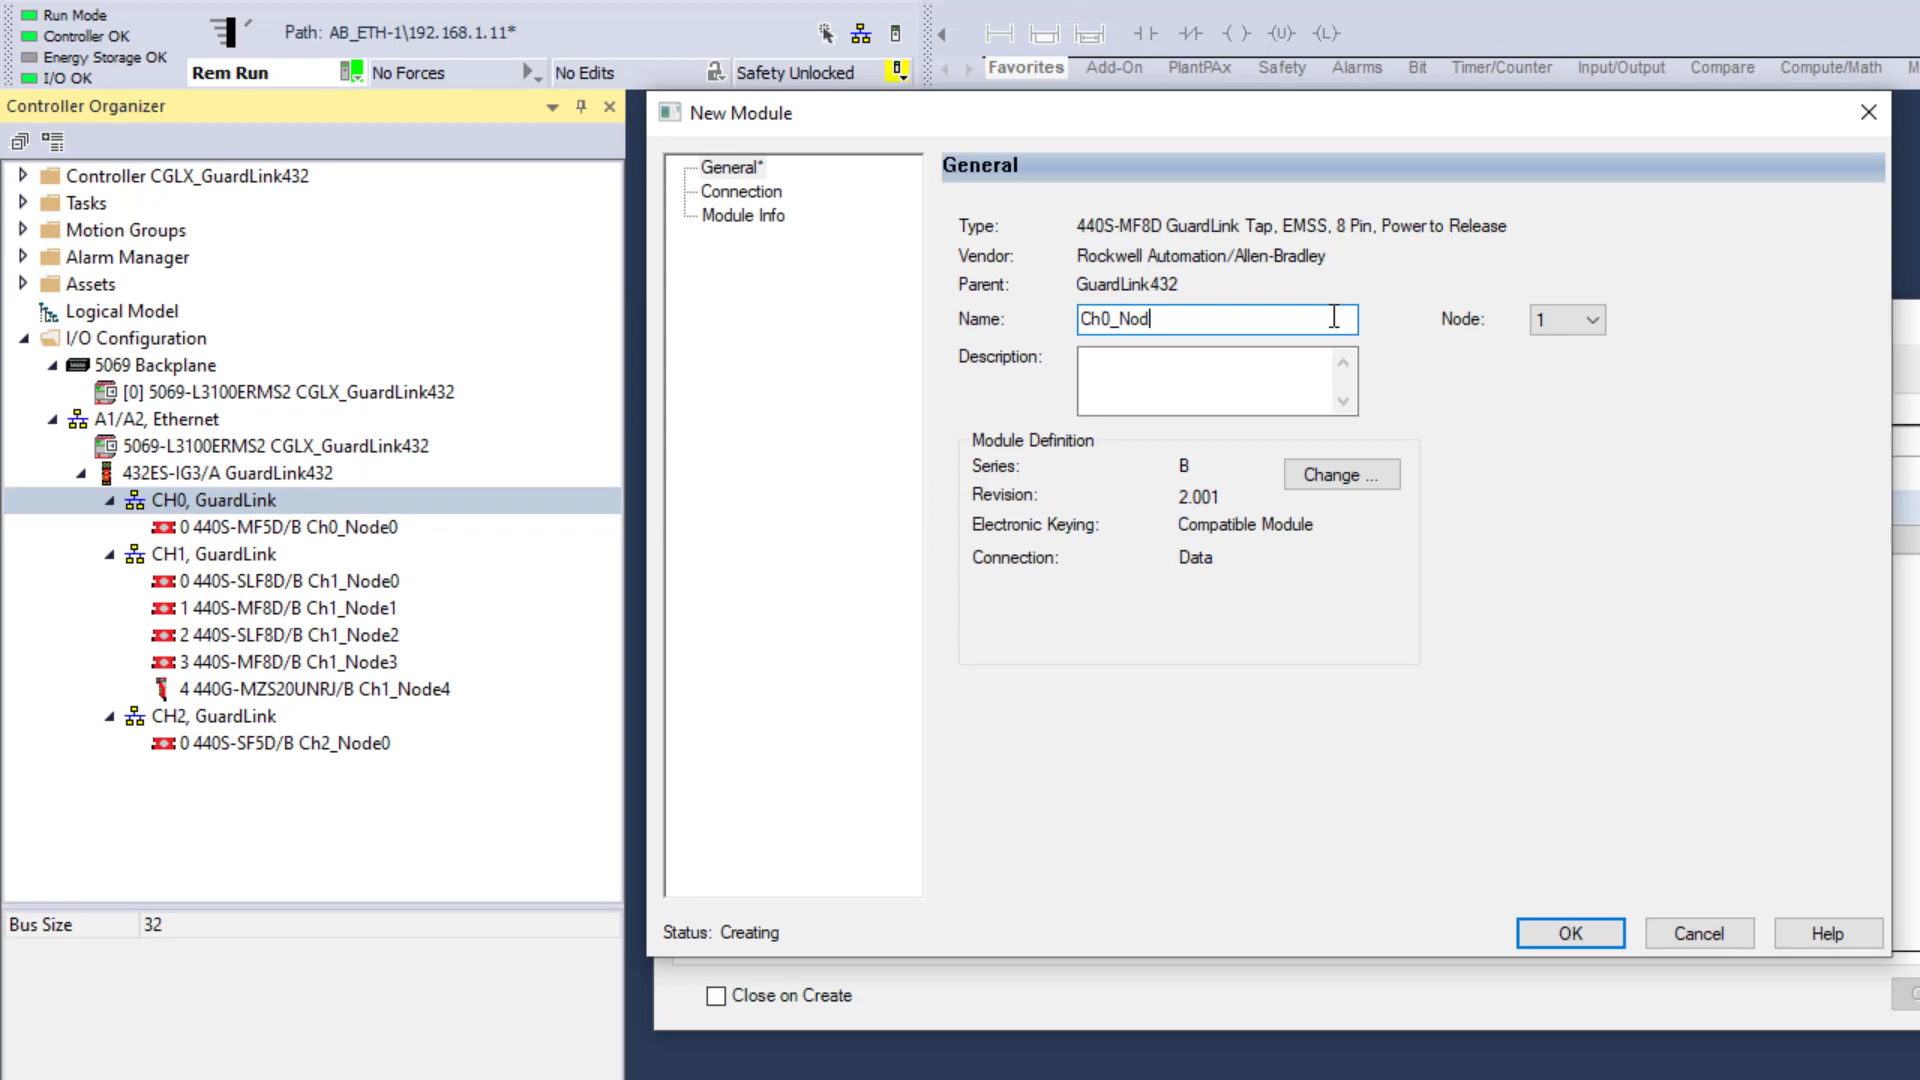 Run Mode
Controller OK
Energy Storage OK
I/O OK
Path: AB_ETH-1\192.168.1.11*
Rem Run
No Forces
No Edits
Safety Unlocked
Favorites Add-On PlantPAx Safety Alarms Bit Timer/Counter Input/Output Compare Compute/Math
Controller Organizer
Controller CGLX_GuardLink432
Tasks
Motion Groups
Alarm Manager
Assets
Logical Model
I/O Configuration
5069 Backplane
[0] 5069-L3100ERMS2 CGLX_GuardLink432
A1/A2, Ethernet
5069-L3100ERMS2 CGLX_GuardLink432
432ES-IG3/A GuardLink432
CH0, GuardLink
0 440S-MF5D/B Ch0_Node0
CH1, GuardLink
0 440S-SLF8D/B Ch1_Node0
1 440S-MF8D/B Ch1_Node1
2 440S-SLF8D/B Ch1_Node2
3 440S-MF8D/B Ch1_Node3
4 440G-MZS20UNRJ/B Ch1_Node4
CH2, GuardLink
0 440S-SF5D/B Ch2_Node0
Bus Size 32
New Module
General*
Connection
Module Info
General
Type: 440S-MF8D GuardLink Tap, EMSS, 8 Pin, Power to Release
Vendor: Rockwell Automation/Allen-Bradley
Parent: GuardLink432
Name: Ch0_Nod
Node: 1
Description:
Module Definition
Series: B
Change ...
Revision: 2.001
Electronic Keying: Compatible Module
Connection: Data
Status: Creating
OK Cancel Help
Close on Create